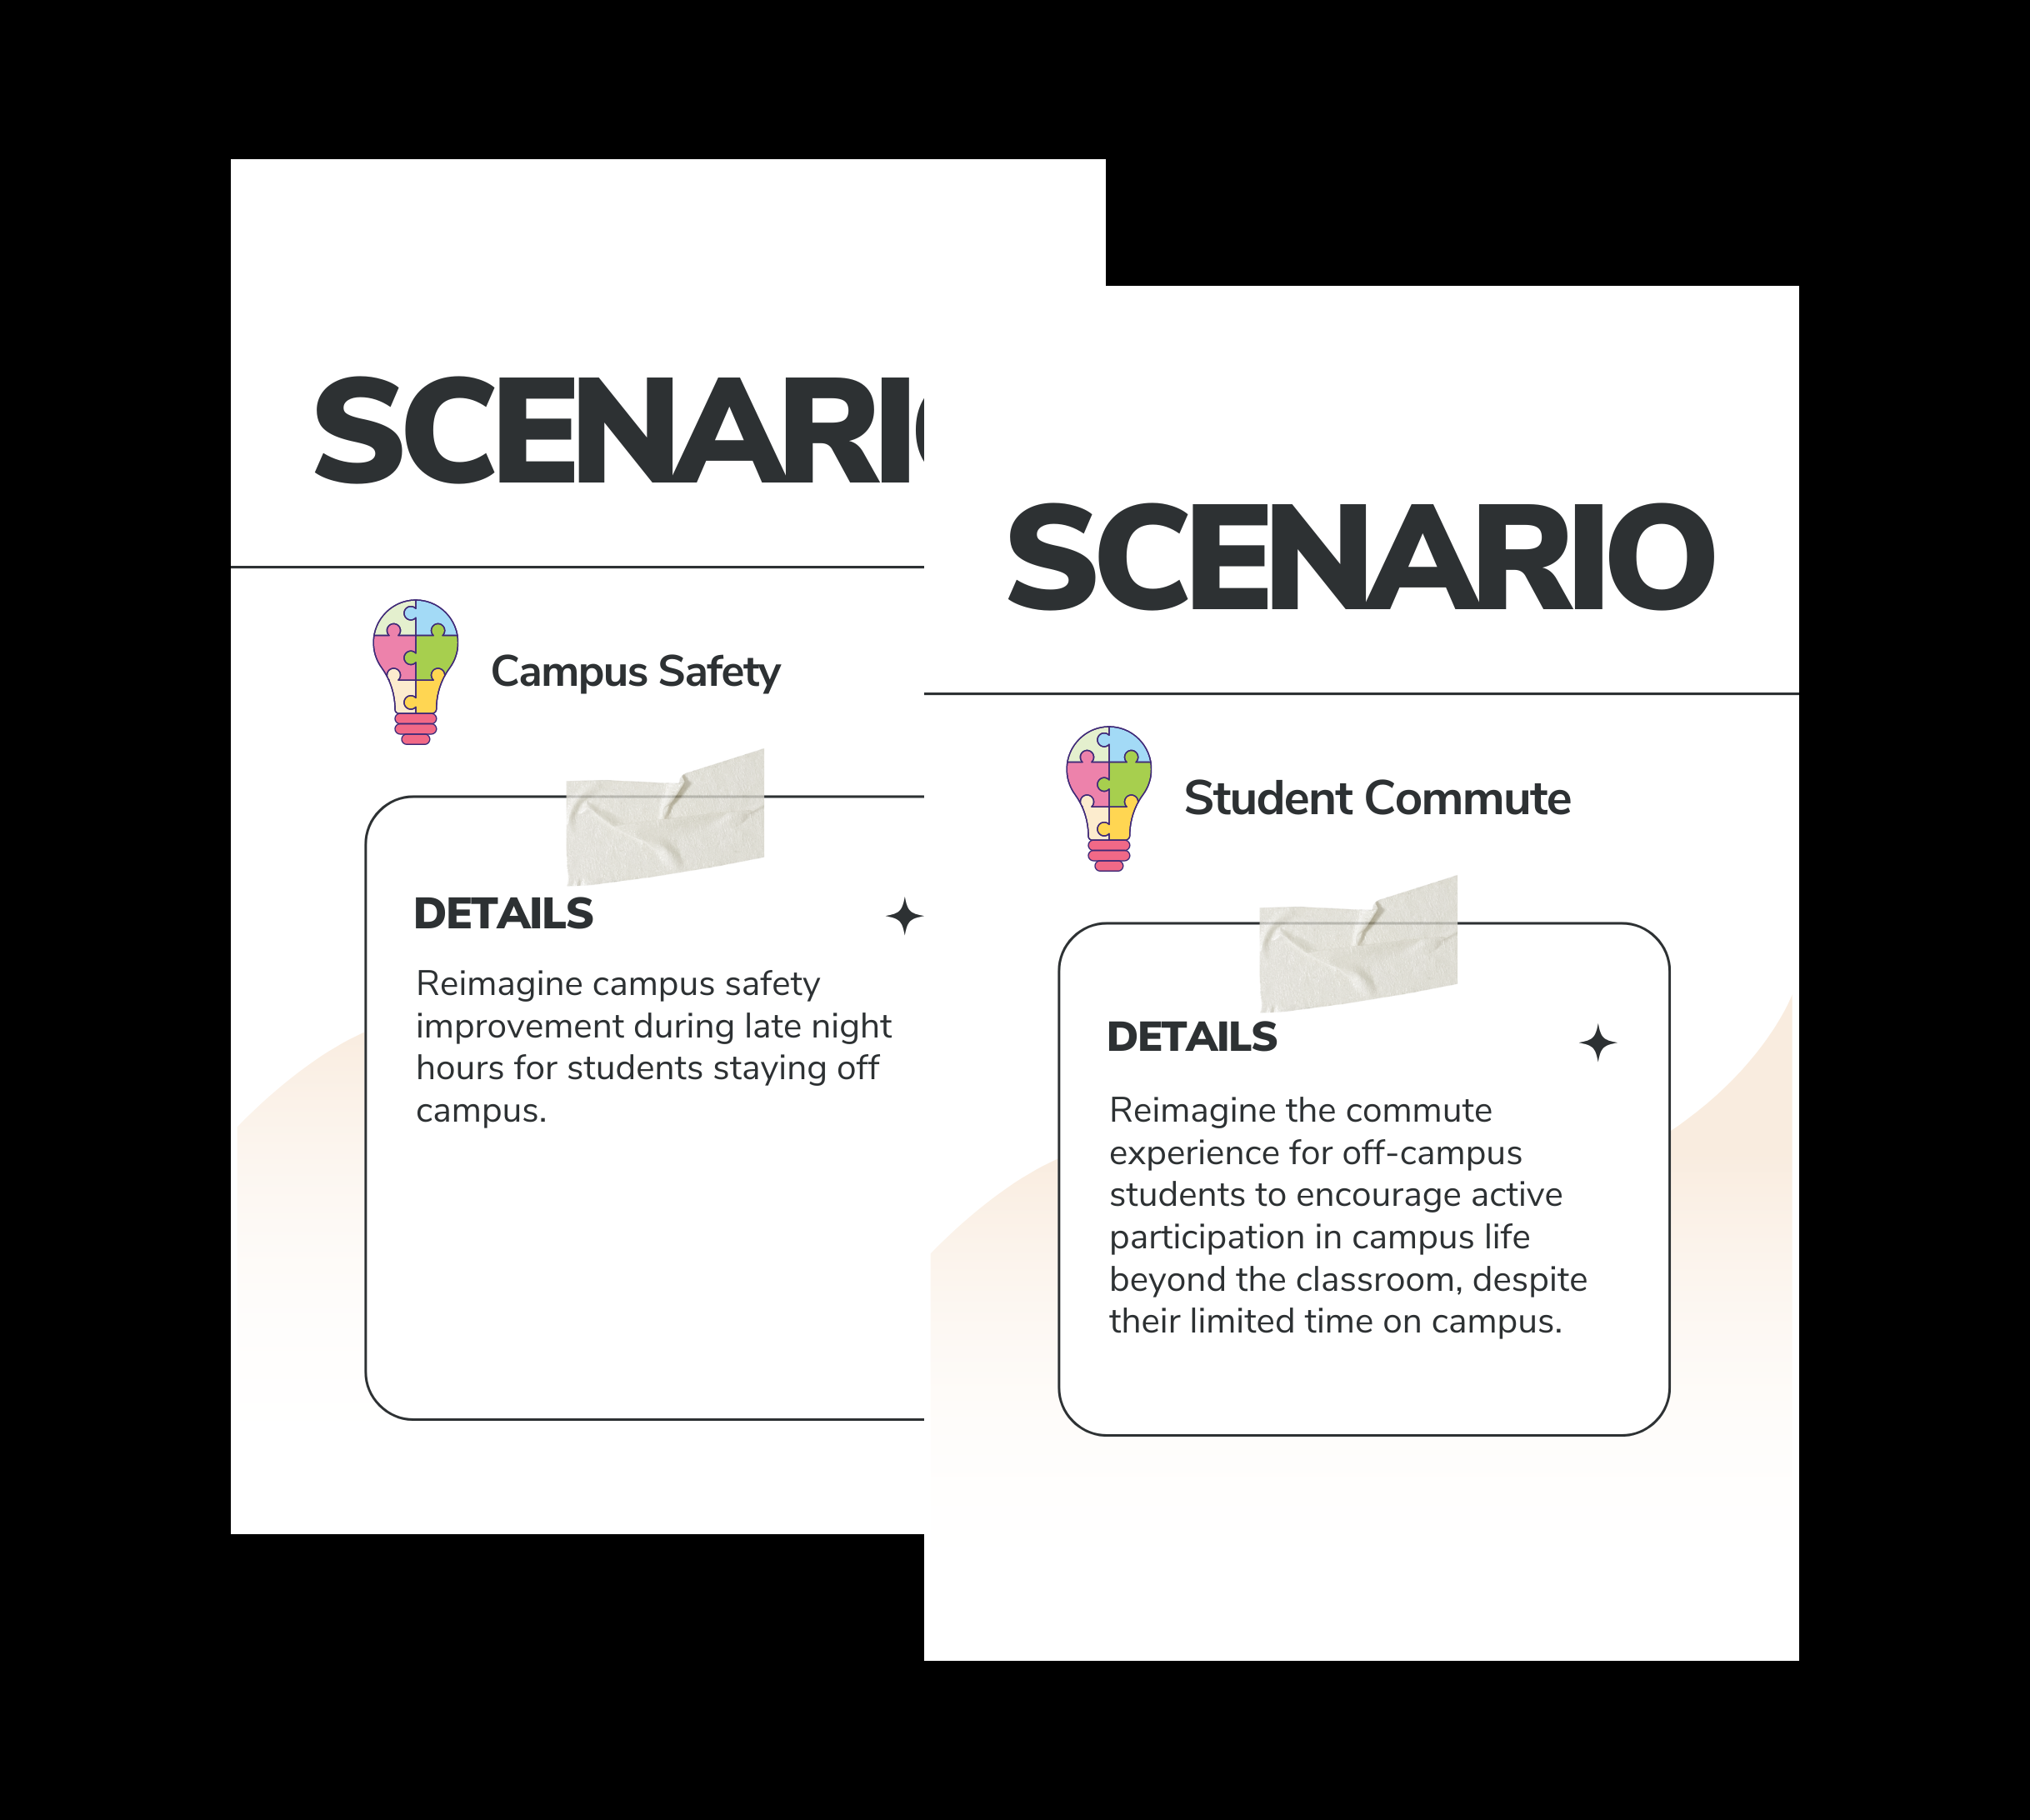 SCENARIO
Campus Safety
DETAILS
Reimagine campus safety
improvement during late night
hours for students staying off
campus.
SCENARIO
Student Commute
DETAILS
Reimagine the commute
experience for off-campus
students to encourage active
participation in campus life
beyond the classroom, despite
their limited time on campus.